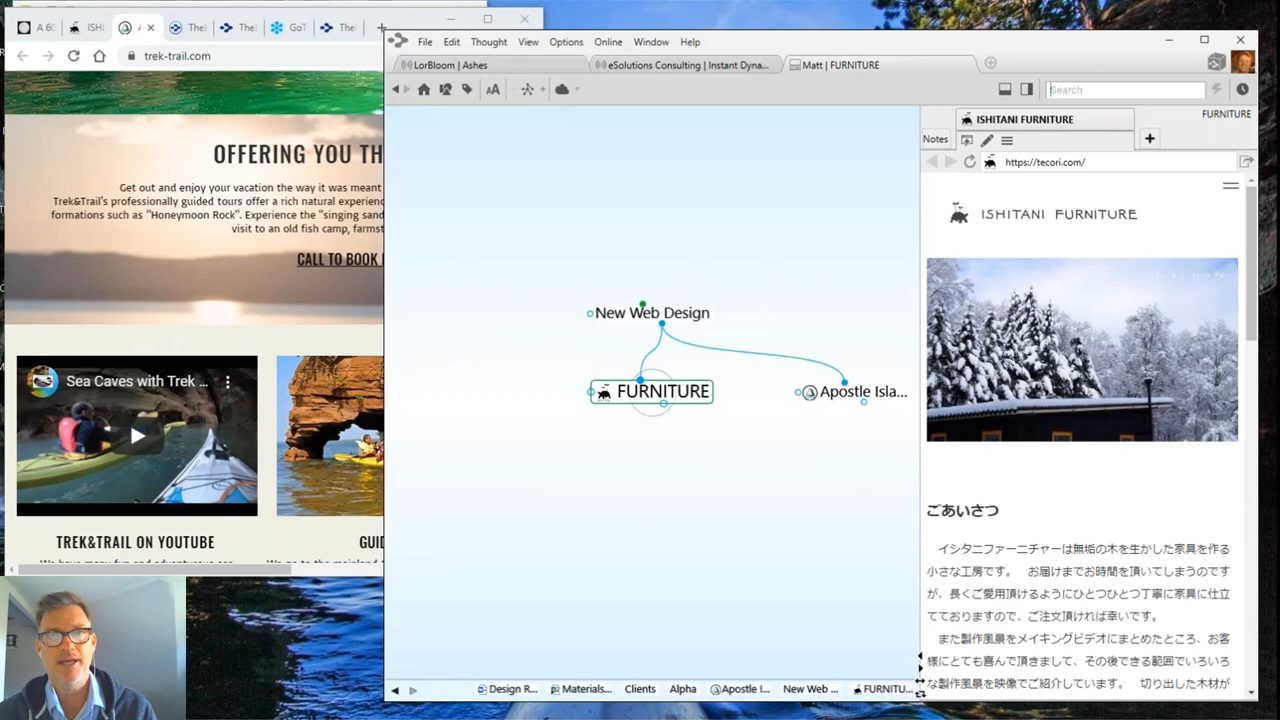 A 6(
ISHI
A
The
The
GoT
The
trek-trail.com
OFFERING YOU TH
Get out and enjoy your vacation the way it was meant
Trek&Trail's professionally guided tours offer a rich natural experienc
formations such as "Honeymoon Rock". Experience the "singing sand
visit to an old fish camp, farmst
CALL TO BOOK
Sea Caves with Trek ...
TREK&TRAIL ON YOUTUBE
GUID
We go to the mainland
File Edit Thought View Options Online Window Help
LorBloom | Ashes
eSolutions Consulting | Instant Dyna...
Matt | FURNITURE
AA
Search
New Web Design
FURNITURE
Apostle Isla...
Design R...
Materials...
Clients
Alpha
Apostle I...
New Web ...
FURNITU...
FURNITURE
ISHITANI FURNITURE
Notes
https://tecori.com/
ISHITANI FURNITURE
ごあいさつ
イシタニファーニチャーは無垢の木を生かした家具を作る
小さな工房です。 お届けまでお時間を頂いてしまうのです
が、長くご愛用頂けるようにひとつひとつ丁寧に家具に仕立
てておりますので、ご注文頂ければ幸いです。
また製作風景をメイキングビデオにまとめたところ、お客
様にとても喜んで頂きまして、その後できる範囲でいろいろ
な製作風景を映像でご紹介しています。 切り出した木材が